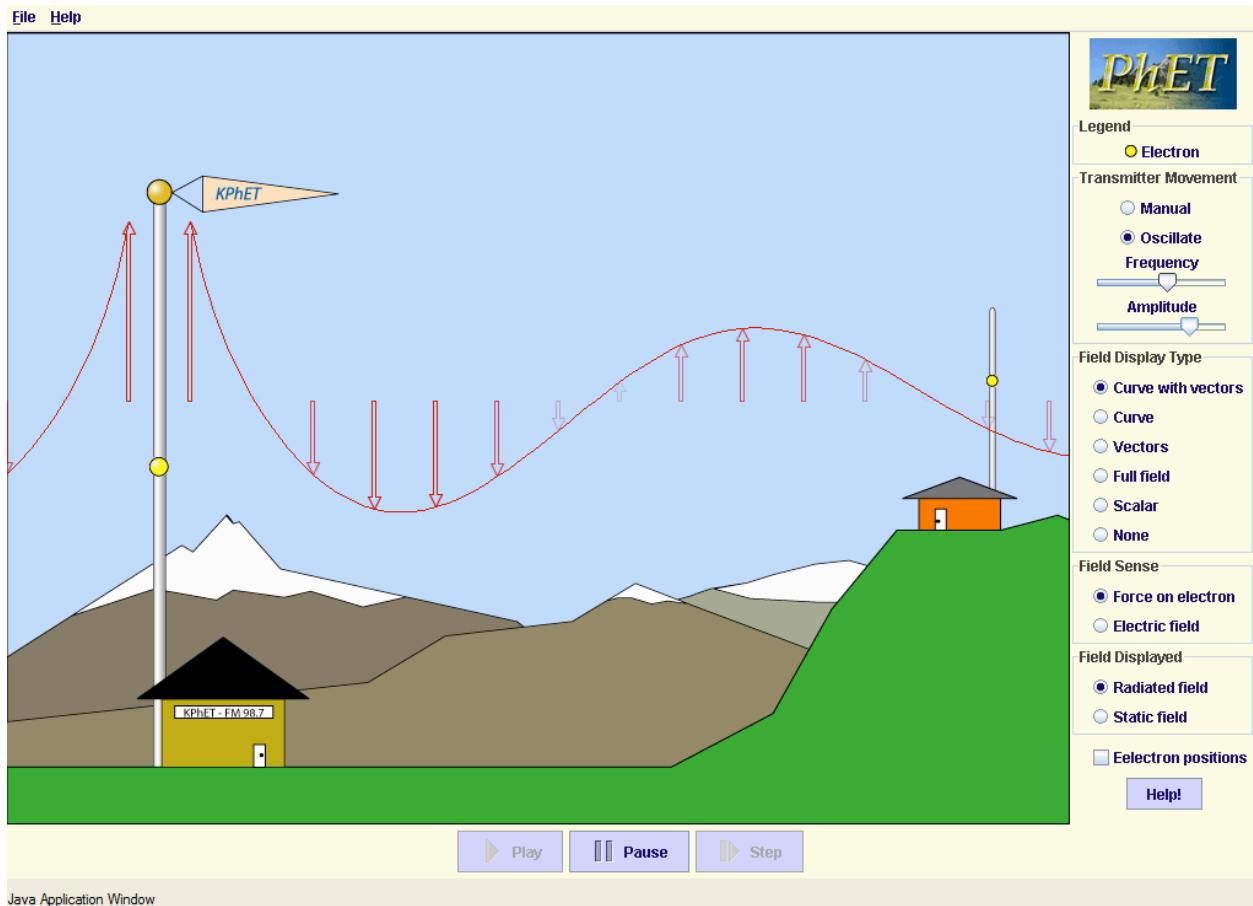 File Help
PhET
Legend
Electron
Transmitter Movement
Manual
Oscillate
Frequency
Amplitude
Field Display Type
Curve with vectors
Curve
Vectors
Full field
Scalar
None
Field Sense
Force on electron
Electric field
Field Displayed
Radiated field
Static field
Eelectron positions
Help!
KPhET
KPhET - FM 98.7
Play Pause Step
Java Application Window